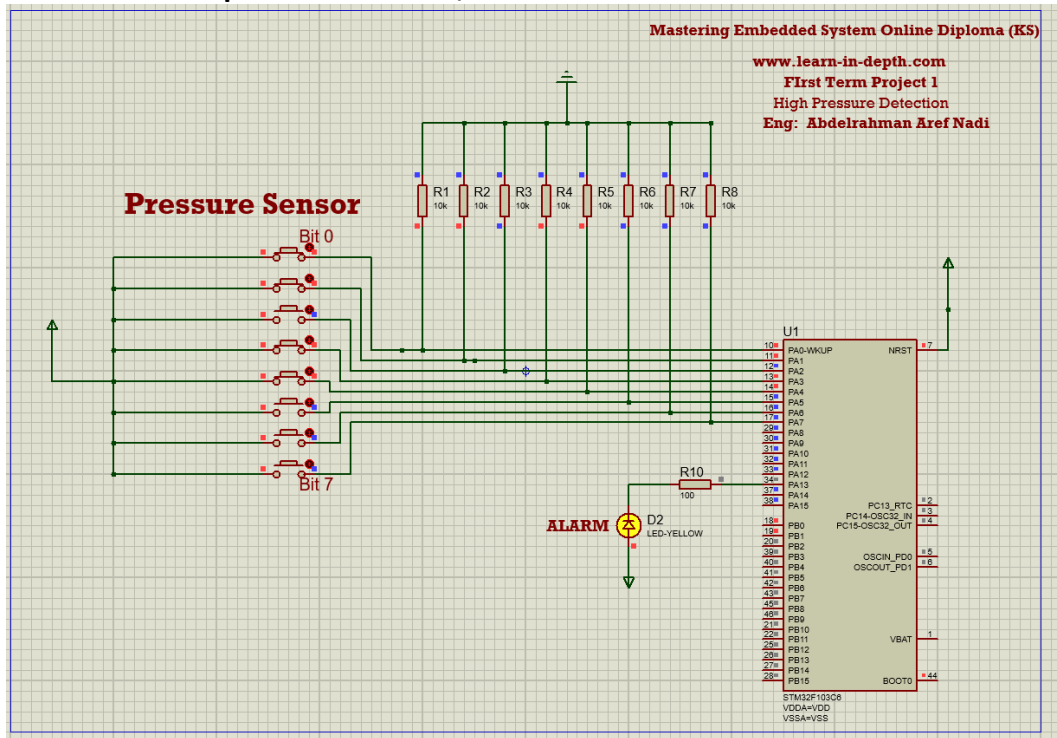 Mastering Embedded System Online Diploma (KS)
www.learn-in-depth.com
FIrst Term Project 1
High Pressure Detection
Eng: Abdelrahman Aref Nadi
R1
10k
R2
10k
R3
10k
R4
10k
R5
10k
R6
10k
R7
10k
R8
10k
Pressure Sensor
Bit 0
Bit 7
U1
10 PA0-WKUP
11 PA1
12 PA2
13 PA3
14 PA4
15 PA5
16 PA6
17 PA7
29 PA8
30 PA9
31 PA10
32 PA11
33 PA12
34 PA13
37 PA14
38 PA15
18 PB0
19 PB1
20 PB2
39 PB3
40 PB4
41 PB5
42 PB6
43 PB7
45 PB8
46 PB9
21 PB10
22 PB11
25 PB12
26 PB13
27 PB14
28 PB15
NRST 7
PC13_RTC 2
PC14-OSC32_IN 3
PC15-OSC32_OUT 4
OSCIN_PD0 5
OSCOUT_PD1 6
VBAT 1
BOOT0 44
R10
100
ALARM
D2
LED-YELLOW
STM32F103C6
VDDA=VDD
VSSA=VSS